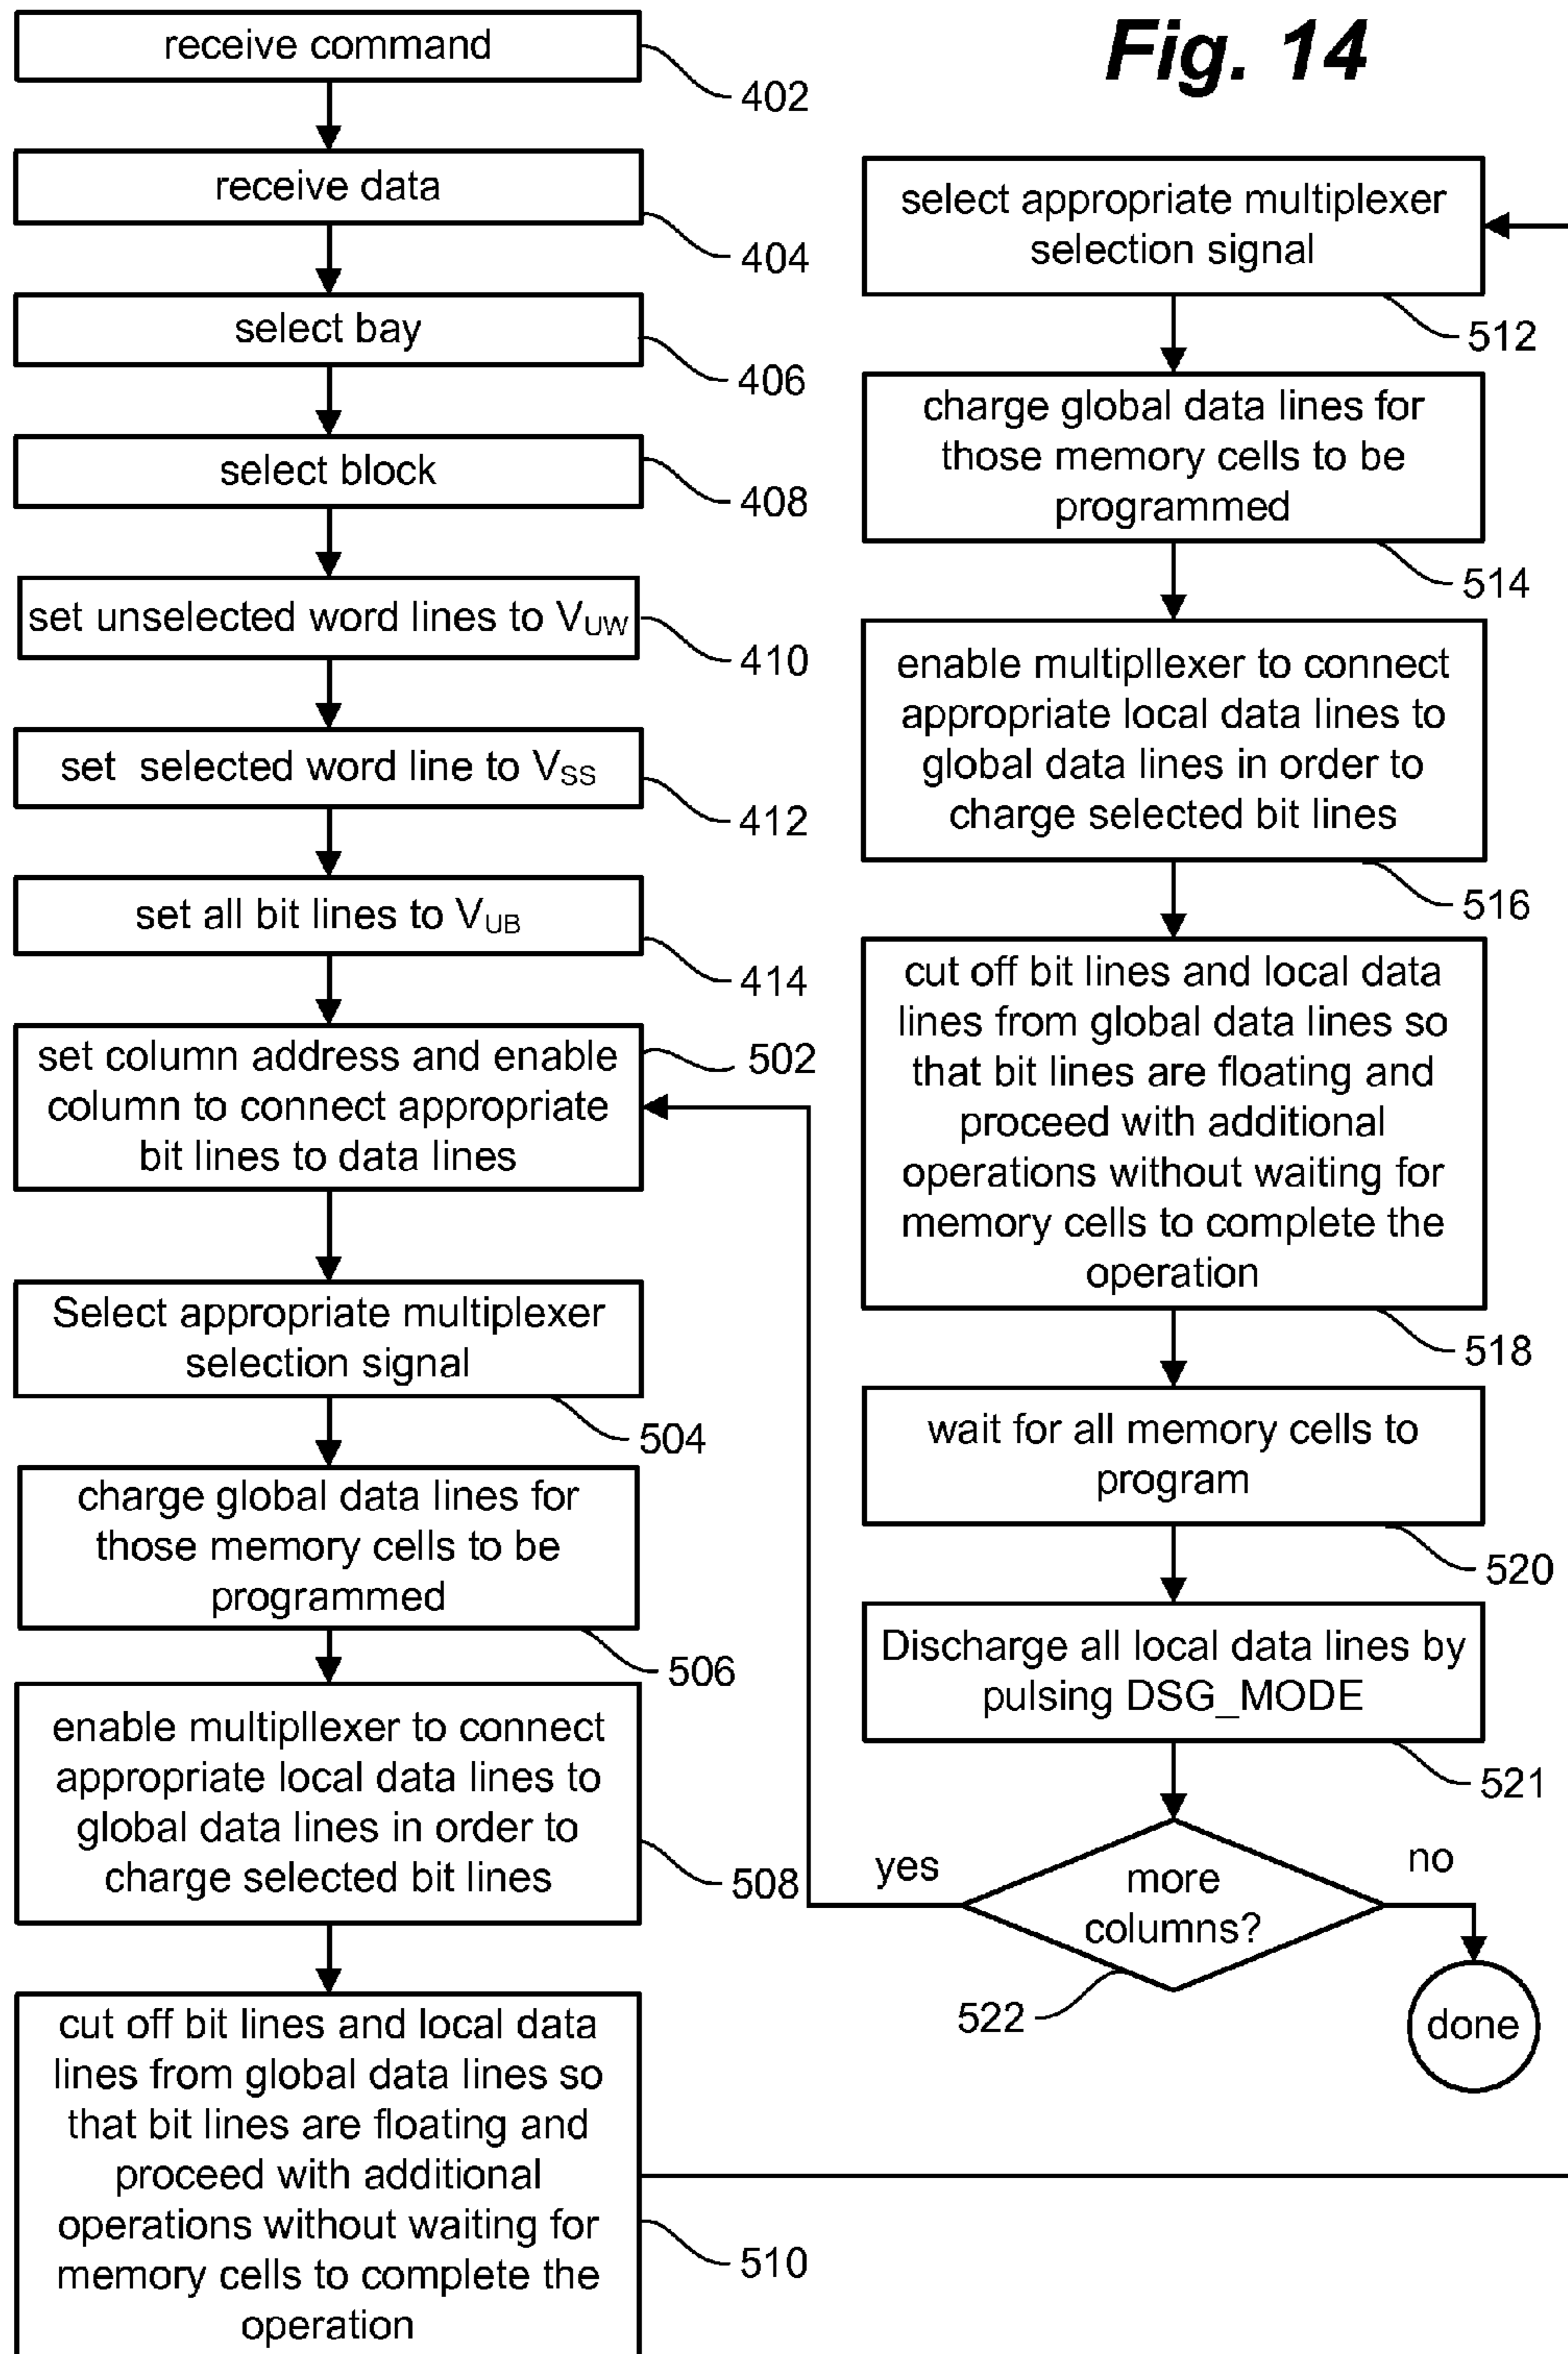 Fig. 14
receive command
402
receive data
404
select bay
406
select block
408
set unselected word lines to VUW
410
set selected word line to VSS
412
set all bit lines to VUB
414
set column address and enable
column to connect appropriate
bit lines to data lines
502
Select appropriate multiplexer
selection signal
504
charge global data lines for
those memory cells to be
programmed
506
enable multipllexer to connect
appropriate local data lines to
global data lines in order to
charge selected bit lines
508
cut off bit lines and local data
lines from global data lines so
that bit lines are floating and
proceed with additional
operations without waiting for
memory cells to complete the
operation
510
select appropriate multiplexer
selection signal
512
charge global data lines for
those memory cells to be
programmed
514
enable multipllexer to connect
appropriate local data lines to
global data lines in order to
charge selected bit lines
516
cut off bit lines and local data
lines from global data lines so
that bit lines are floating and
proceed with additional
operations without waiting for
memory cells to complete the
operation
518
wait for all memory cells to
program
520
Discharge all local data lines by
pulsing DSG_MODE
521
more
columns?
522
yes
no
done